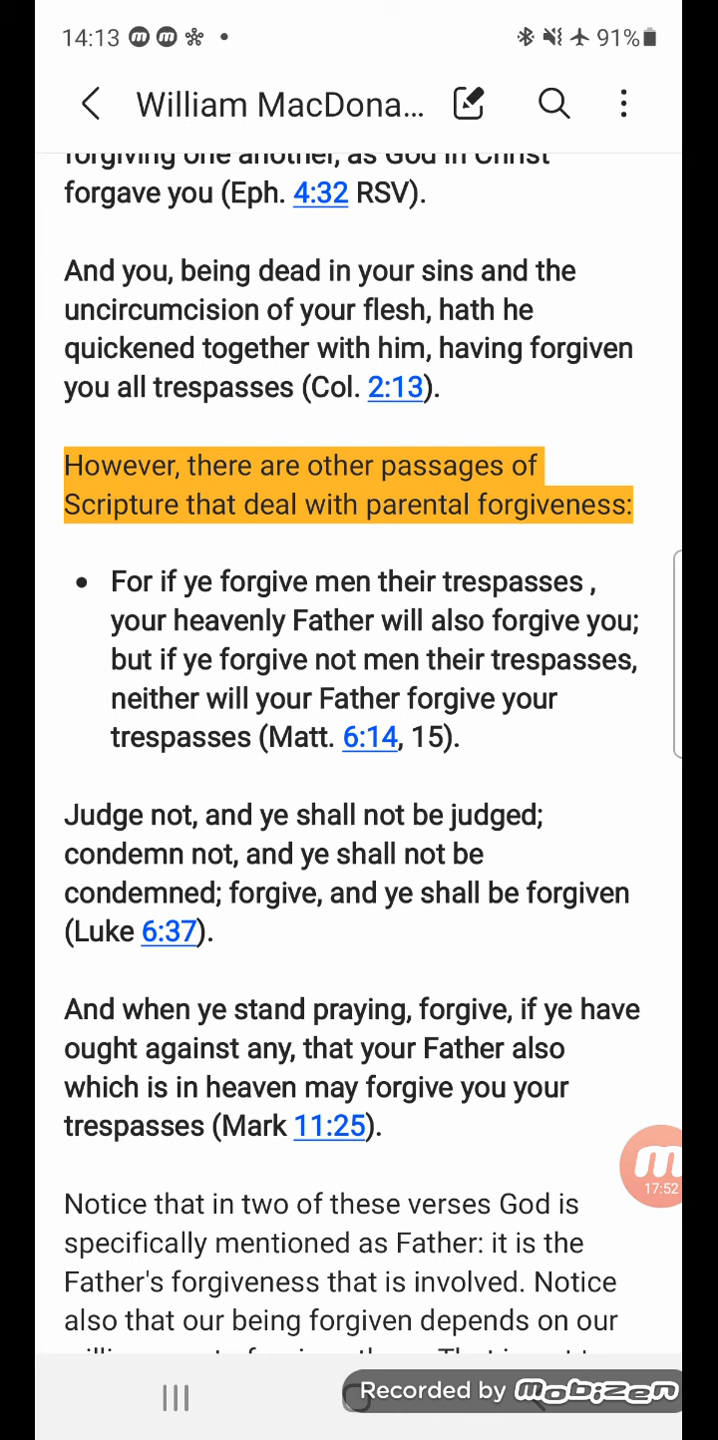 14:13
91%
William MacDona...
forgiving one another, as God in Christ
forgave you (Eph. 4:32 RSV).
And you, being dead in your sins and the
uncircumcision of your flesh, hath he
quickened together with him, having forgiven
you all trespasses (Col. 2:13).
However, there are other passages of
Scripture that deal with parental forgiveness:
• For if ye forgive men their trespasses ,
your heavenly Father will also forgive you;
but if ye forgive not men their trespasses,
neither will your Father forgive your
trespasses (Matt. 6:14, 15).
Judge not, and ye shall not be judged;
condemn not, and ye shall not be
condemned; forgive, and ye shall be forgiven
(Luke 6:37).
And when ye stand praying, forgive, if ye have
ought against any, that your Father also
which is in heaven may forgive you your
trespasses (Mark 11:25).
17:52
Notice that in two of these verses God is
specifically mentioned as Father: it is the
Father's forgiveness that is involved. Notice
also that our being forgiven depends on our
Recorded by Mobizen